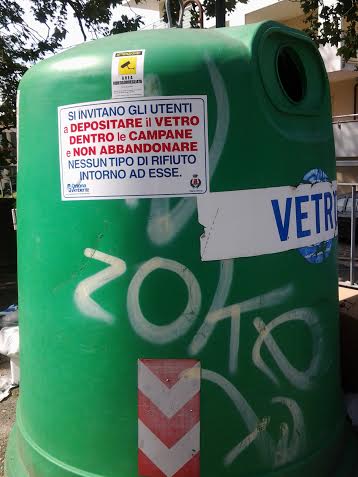 SI INVITANO GLI UTENTI
a DEPOSITARE il VETRO
DENTRO le CAMPANE
e NON ABBANDONARE
NESSUN TIPO DI RIFIUTO
INTORNO AD ESSE.
VETR